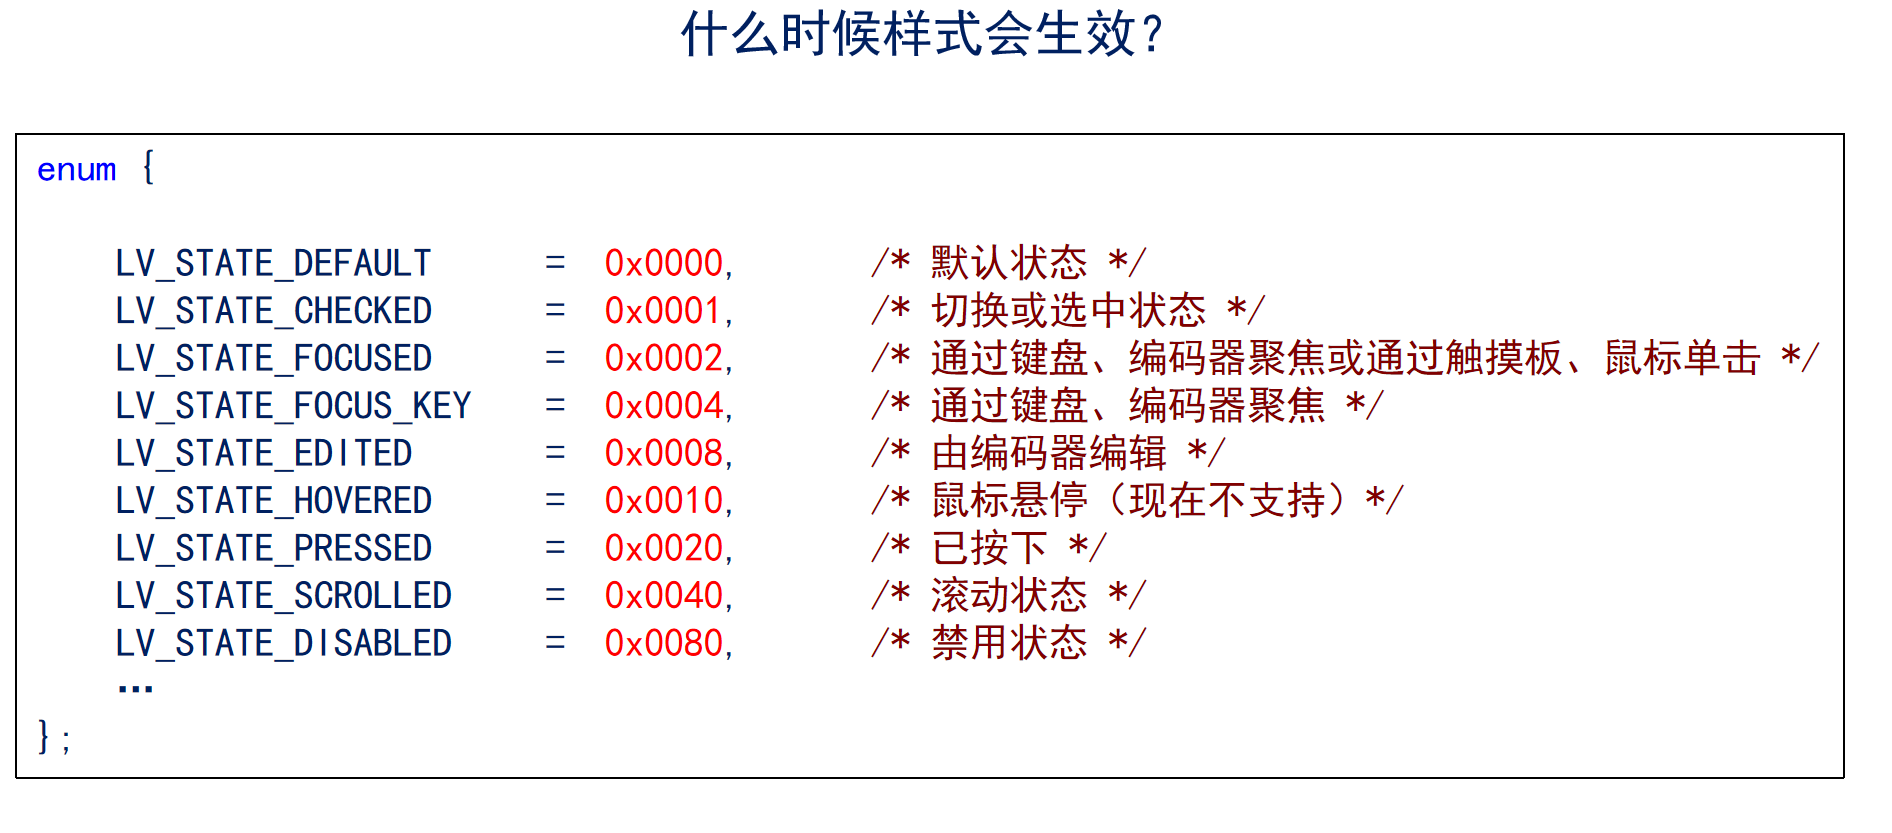 什么时候样式会生效？
enum {
LV_STATE_DEFAULT = 0x0000, /* 默认状态 */
LV_STATE_CHECKED = 0x0001, /* 切换或选中状态 */
LV_STATE_FOCUSED = 0x0002, /* 通过键盘、编码器聚焦或通过触摸板、鼠标单击 */
LV_STATE_FOCUS_KEY = 0x0004, /* 通过键盘、编码器聚焦 */
LV_STATE_EDITED = 0x0008, /* 由编码器编辑 */
LV_STATE_HOVERED = 0x0010, /* 鼠标悬停（现在不支持）*/
LV_STATE_PRESSED = 0x0020, /* 已按下 */
LV_STATE_SCROLLED = 0x0040, /* 滚动状态 */
LV_STATE_DISABLED = 0x0080, /* 禁用状态 */
…
};